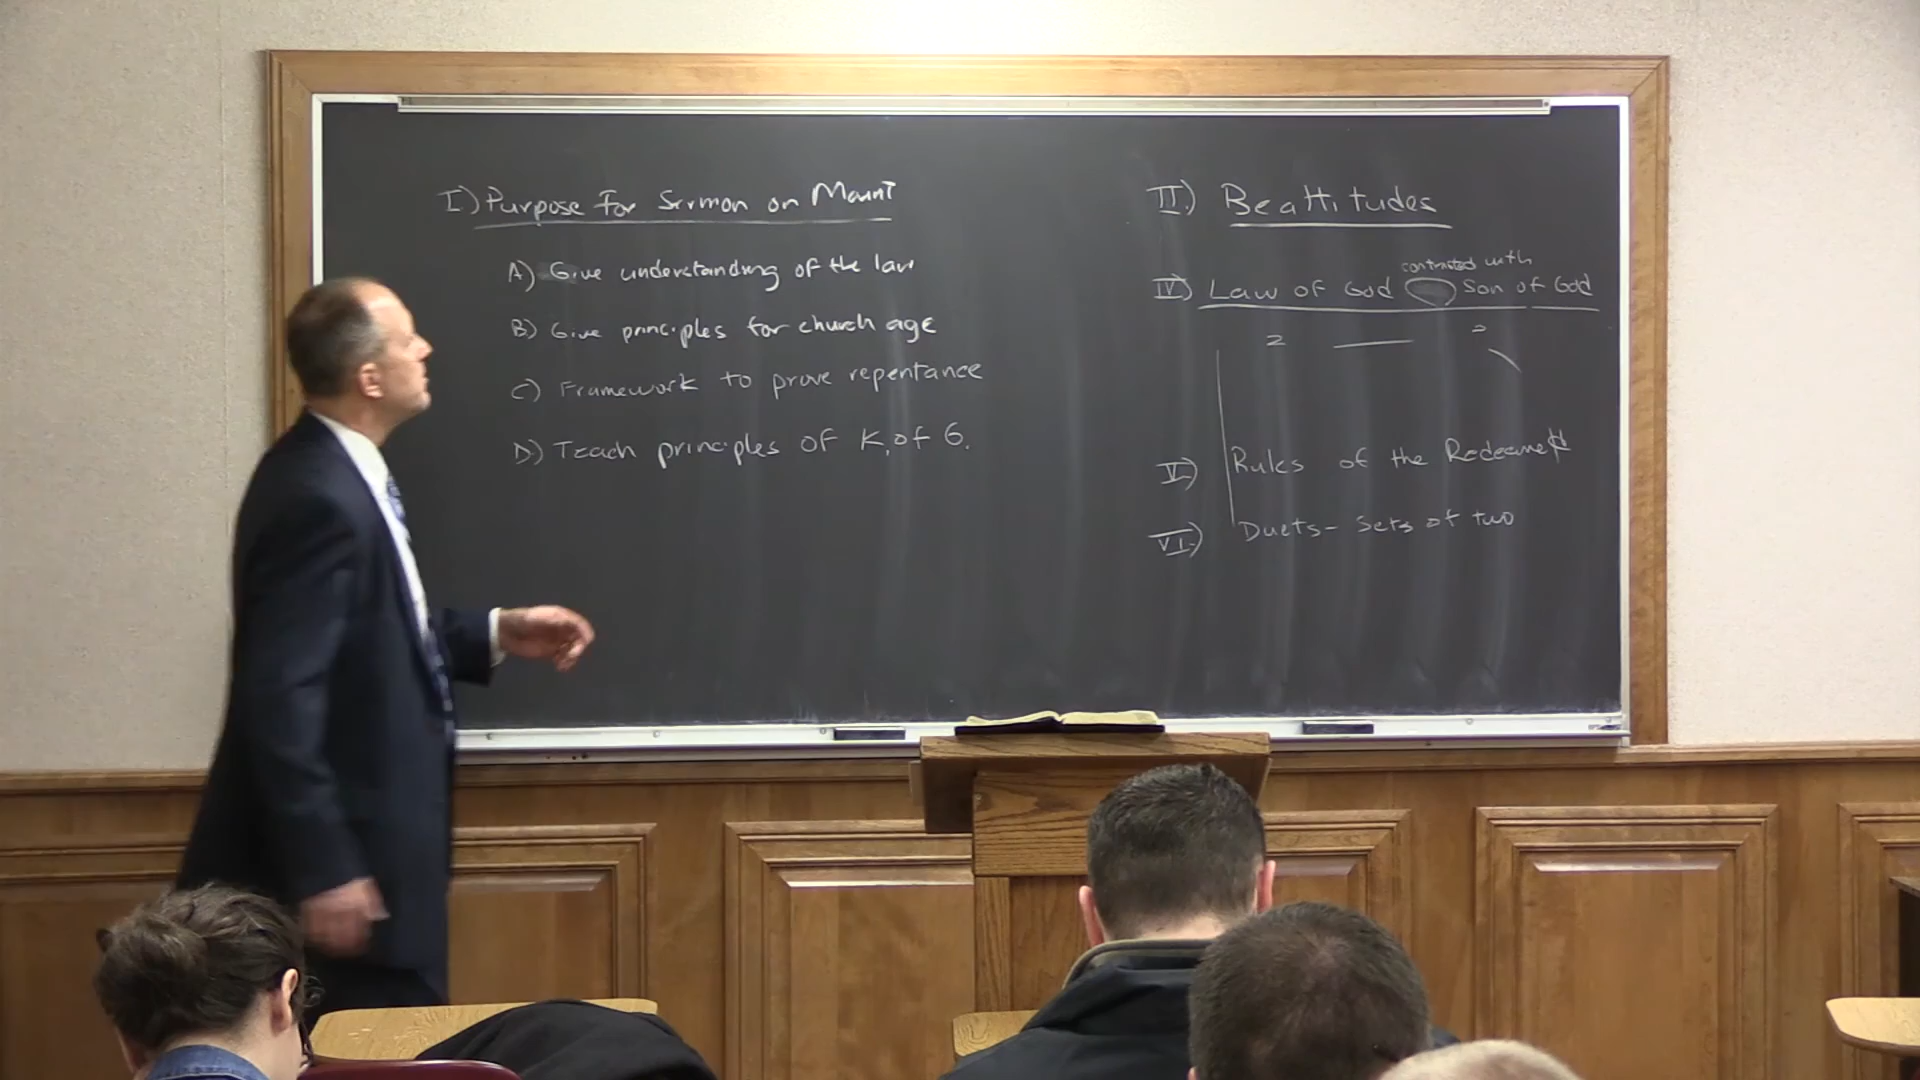 I) Purpose for Sermon on Mount
A) Give understanding of the law
B) Give principles for church age
C) Framework to prove repentance
D) Teach principles of K. of G.
II.) Beattitudes
contrasted with
IV) Law of God Son of God
2
V) Rules of the
VI.) Duets - Sets of two